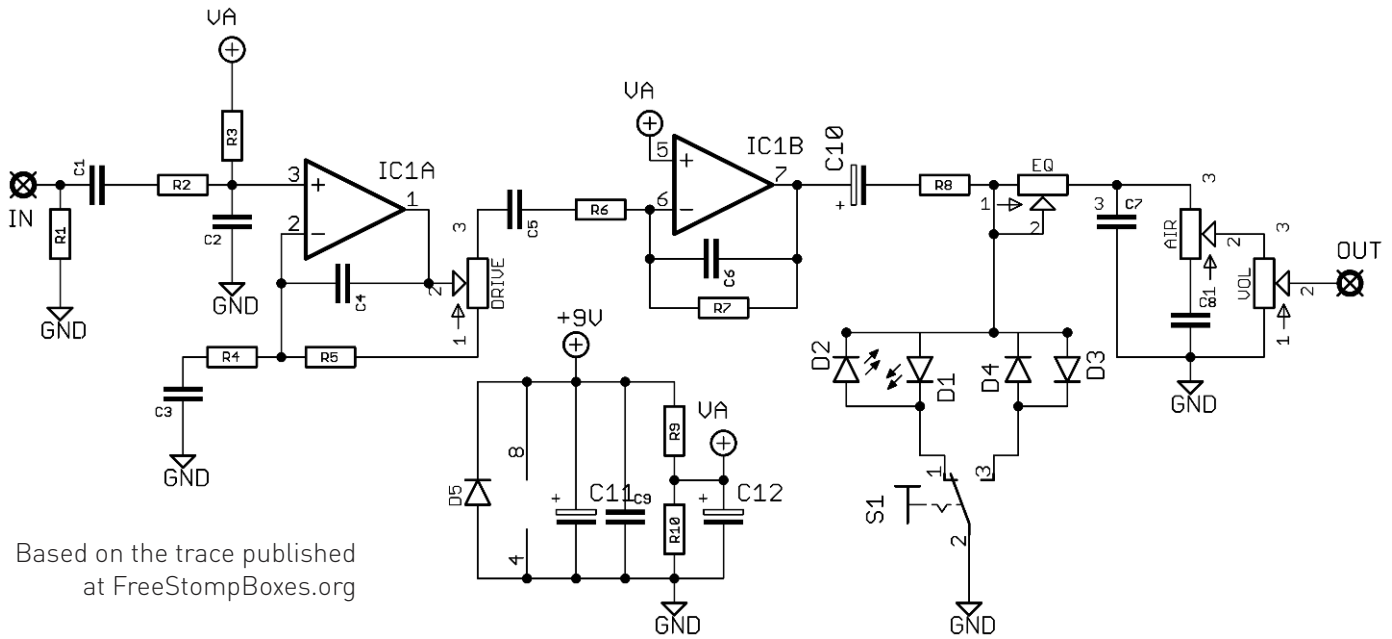 VA
R3
C1
R2
3
+
IC1A
1
IN
R1
2
−
C2
GND
GND
C4
R4
R5
C3
GND
3
2
DRIVE
1
C5
R6
VA
5
+
IC1B
7
6
−
C6
R7
C10
+
R8
1
EQ
2
3
C7
3
AIR
2
1
C8
3
VOL
2
1
OUT
GND
D2
D1
D4
D3
1
3
S1
2
GND
+9V
D5
8
4
+
C11
C9
R9
VA
R10
+
C12
GND
Based on the trace published
at FreeStompBoxes.org